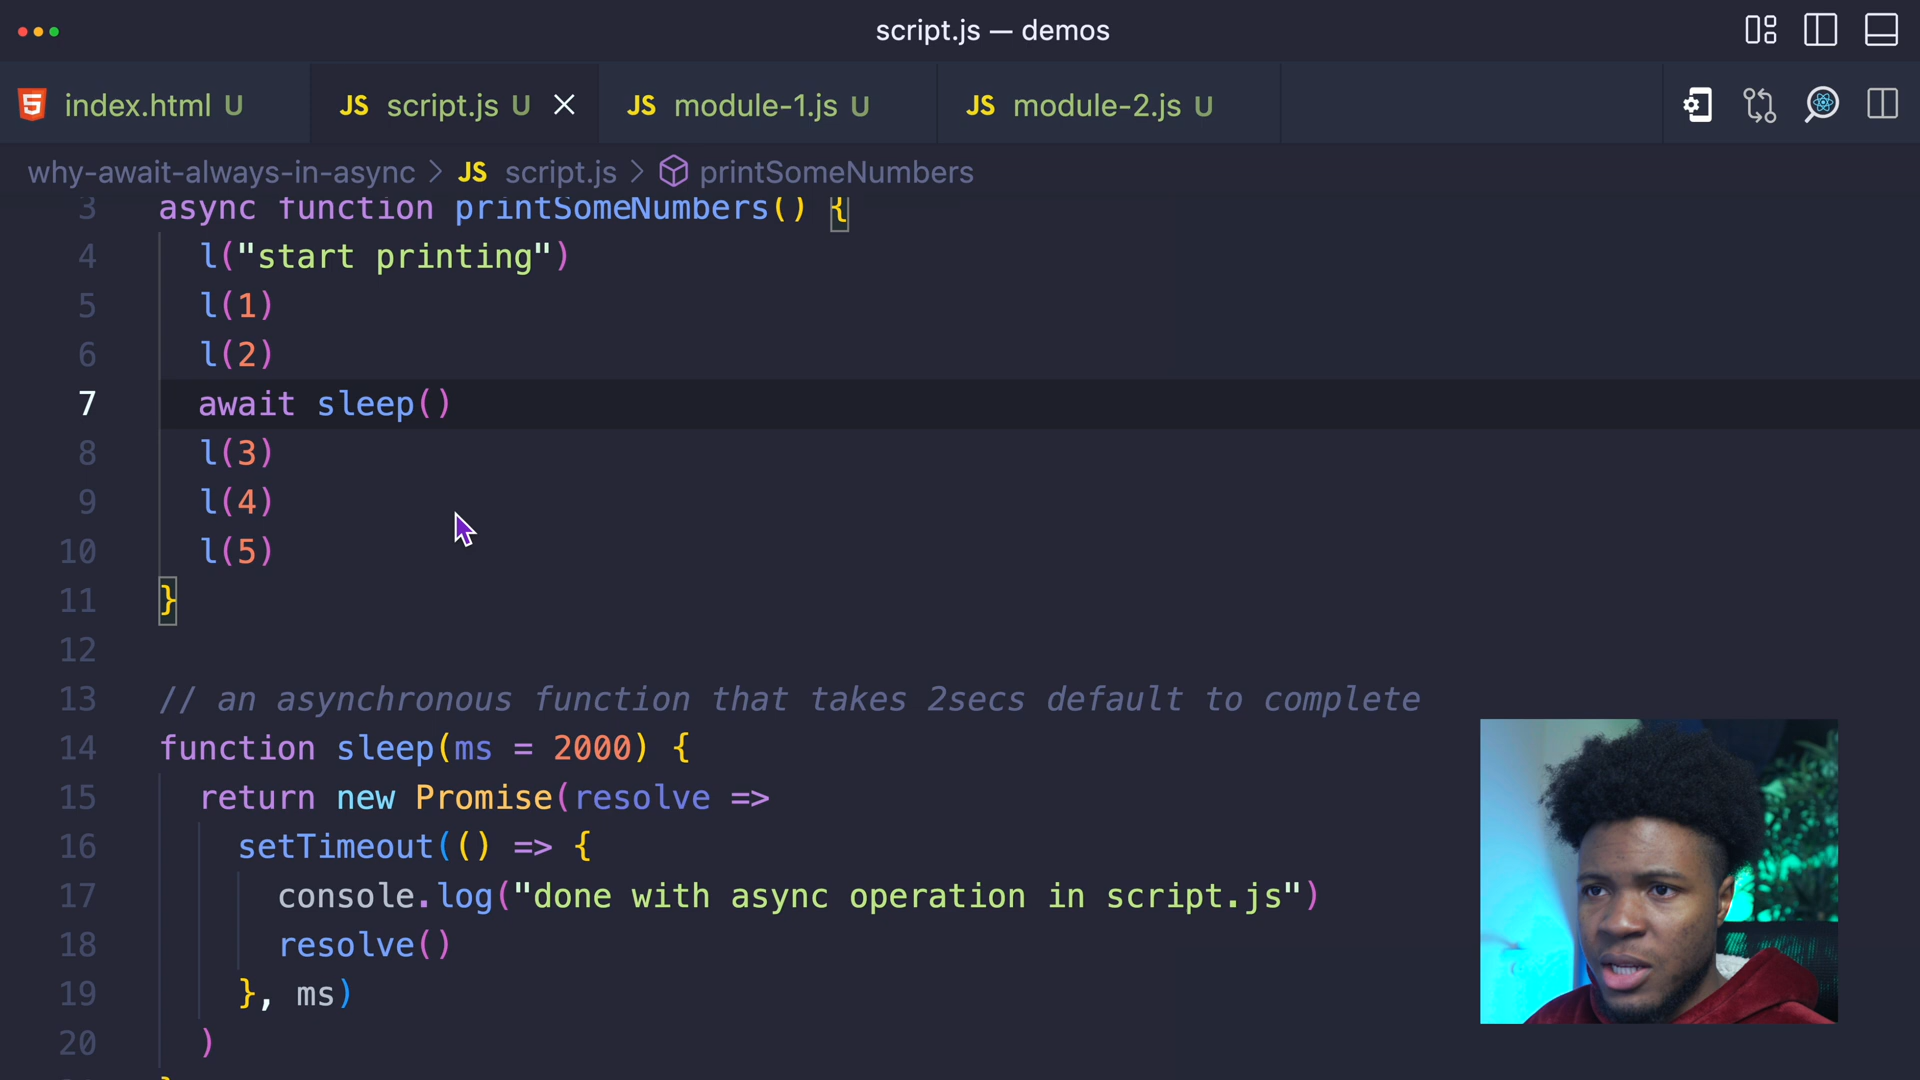 script.js — demos
index.html U
JS script.js U
JS module-1.js U
JS module-2.js U
why-await-always-in-async > JS script.js > printSomeNumbers
3 async function printSomeNumbers() {
4 l("start printing")
5 l(1)
6 l(2)
7 await sleep()
8 l(3)
9 l(4)
10 l(5)
11 }
12
13 // an asynchronous function that takes 2secs default to complete
14 function sleep(ms = 2000) {
15 return new Promise(resolve =>
16 setTimeout(() => {
17 console.log("done with async operation in script.js")
18 resolve()
19 }, ms)
20 )